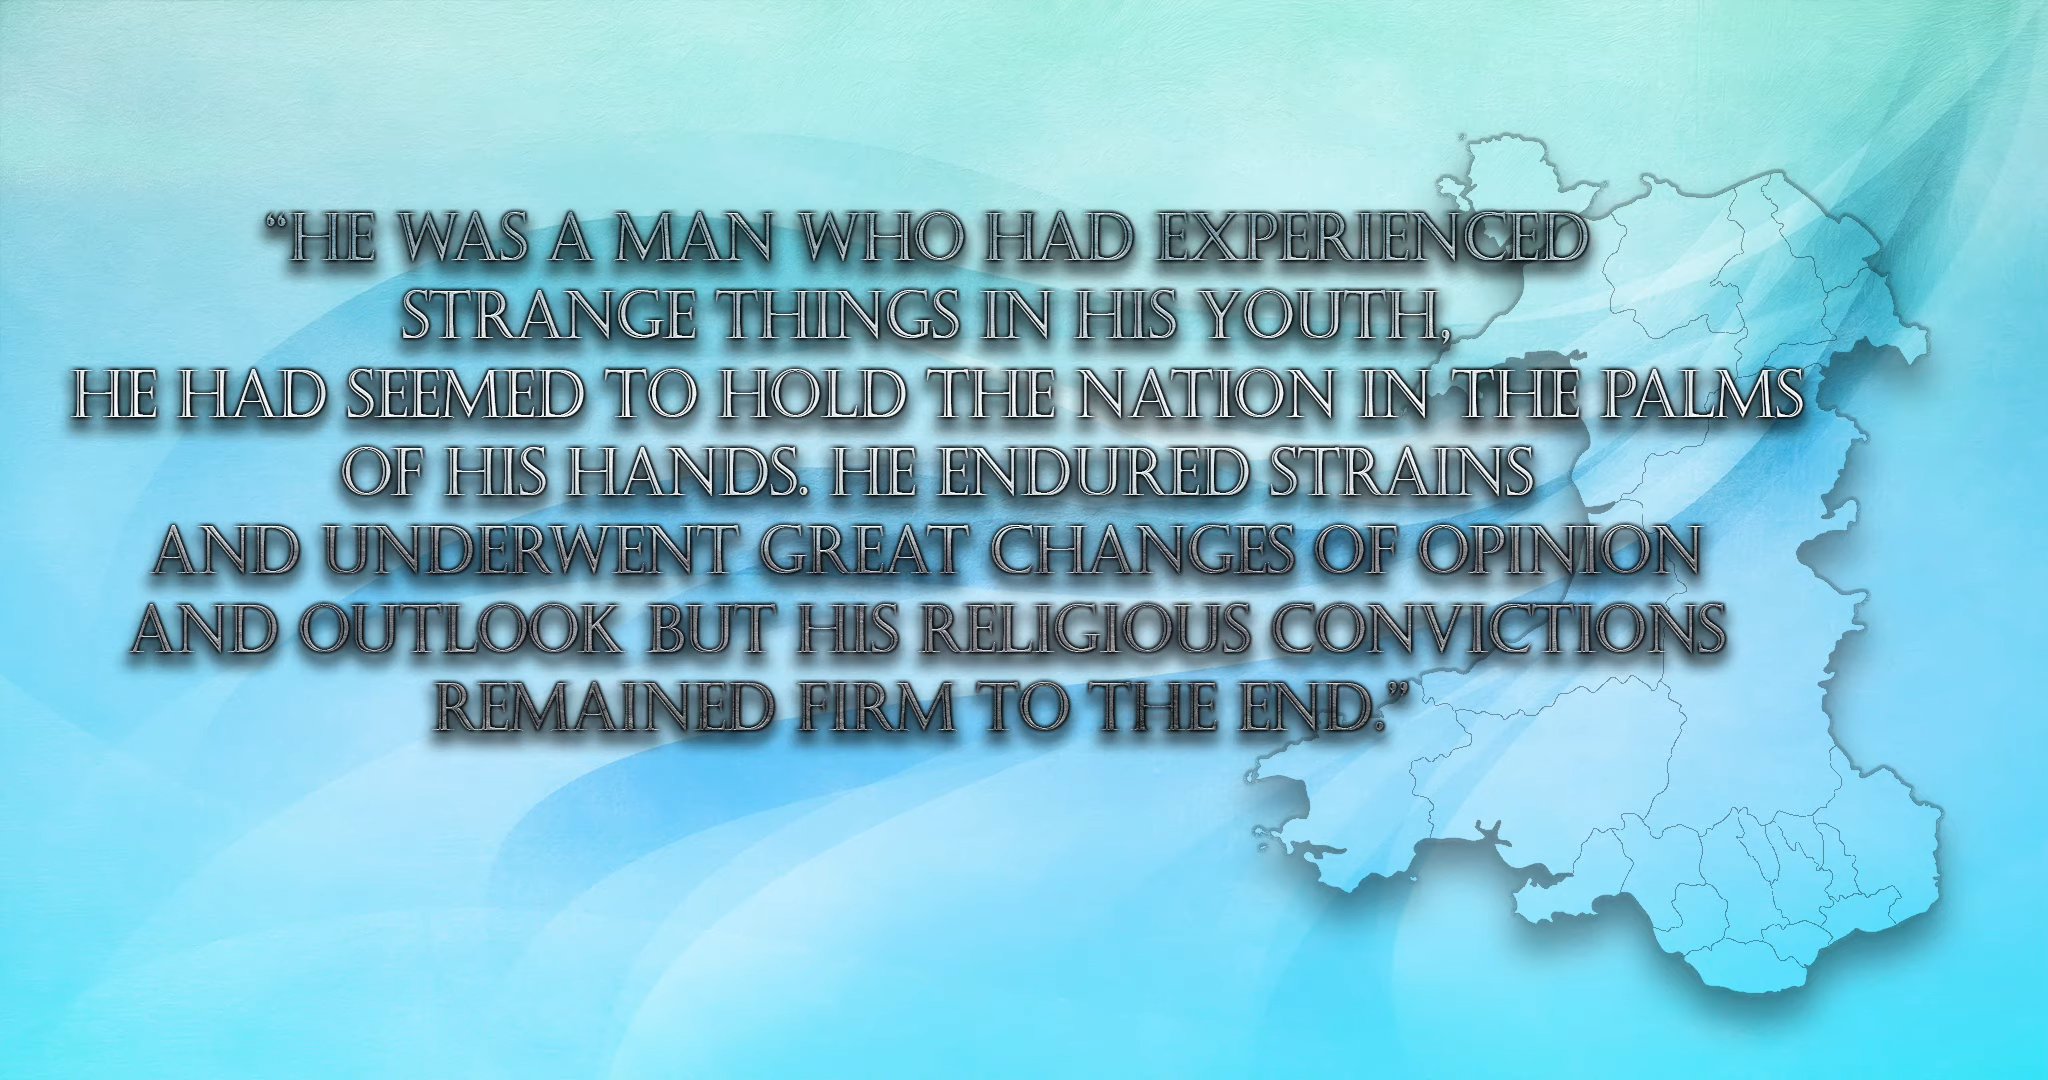 “HE WAS A MAN WHO HAD EXPERIENCED
STRANGE THINGS IN HIS YOUTH,
HE HAD SEEMED TO HOLD THE NATION IN THE PALMS
OF HIS HANDS. HE ENDURED STRAINS
AND UNDERWENT GREAT CHANGES OF OPINION
AND OUTLOOK BUT HIS RELIGIOUS CONVICTIONS
REMAINED FIRM TO THE END.”